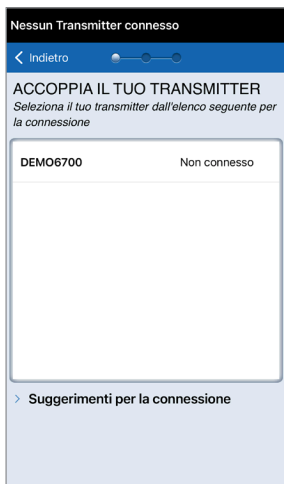 Nessun Transmitter connesso
Indietro
ACCOPPIA IL TUO TRANSMITTER
Seleziona il tuo transmitter dall'elenco seguente per
la connessione
DEMO6700 Non connesso
Suggerimenti per la connessione